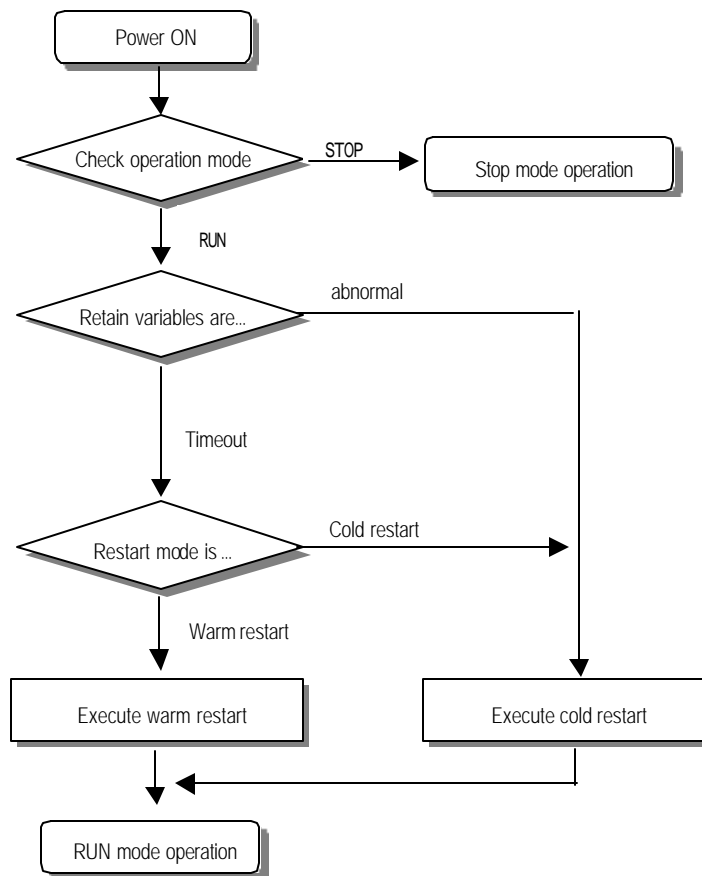 Power ON
Check operation mode
STOP
Stop mode operation
RUN
abnormal
Retain variables are...
Timeout
Cold restart
Restart mode is ...
Warm restart
Execute warm restart
Execute cold restart
RUN mode operation